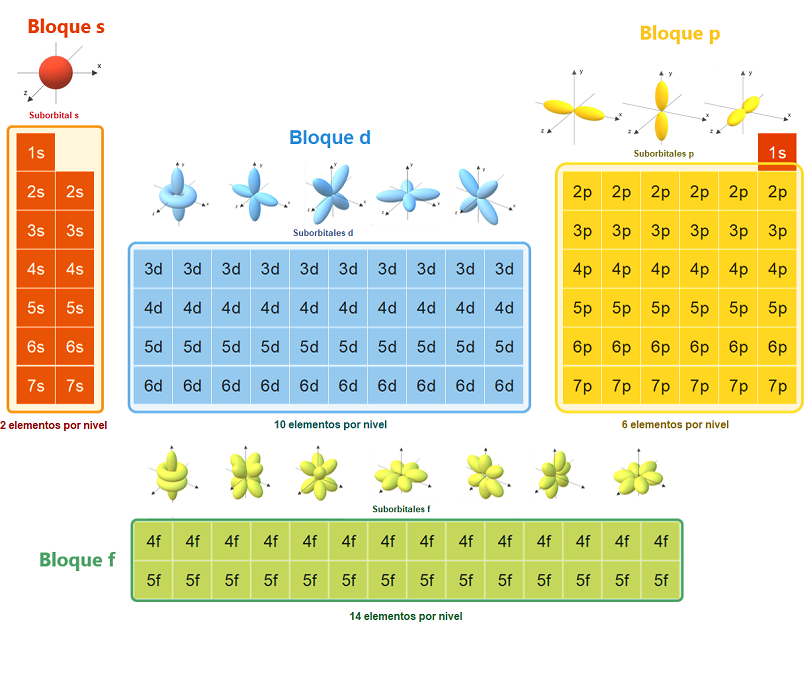 Bloque s
x
z
Suborbital s
1s
2s 2s
3s 3s
4s 4s
5s 5s
6s 6s
7s 7s
2 elementos por nivel
Bloque d
y y y y y
z x z x z x z x z x
Suborbitales d
3d 3d 3d 3d 3d 3d 3d 3d 3d 3d
4d 4d 4d 4d 4d 4d 4d 4d 4d 4d
5d 5d 5d 5d 5d 5d 5d 5d 5d 5d
6d 6d 6d 6d 6d 6d 6d 6d 6d 6d
10 elementos por nivel
Bloque p
y y y
x x x
z z z
Suborbitales p
1s
2p 2p 2p 2p 2p 2p
3p 3p 3p 3p 3p 3p
4p 4p 4p 4p 4p 4p
5p 5p 5p 5p 5p 5p
6p 6p 6p 6p 6p 6p
7p 7p 7p 7p 7p 7p
6 elementos por nivel
Suborbitales f
Bloque f
4f 4f 4f 4f 4f 4f 4f 4f 4f 4f 4f 4f 4f 4f
5f 5f 5f 5f 5f 5f 5f 5f 5f 5f 5f 5f 5f 5f
14 elementos por nivel